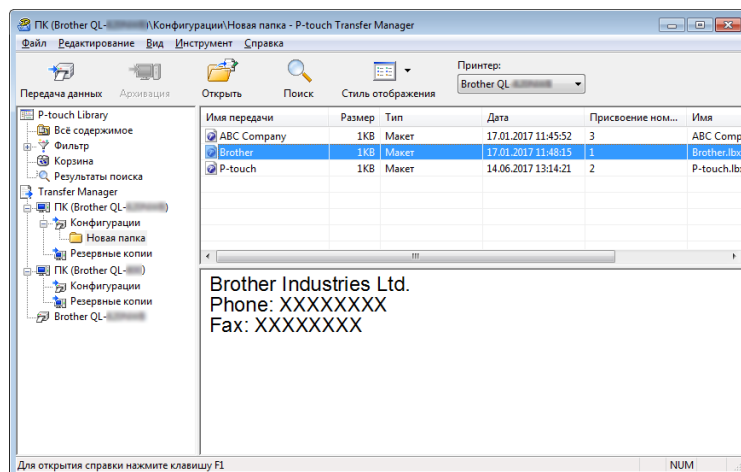 ПК (Brother QL- )\Конфигурации\Новая папка - P-touch Transfer Manager
Файл Редактирование Вид Инструмент Справка
Передача данных Архивация Открыть Поиск Стиль отображения
Принтер:
Brother QL
P-touch Library
Всё содержимое
Фильтр
Корзина
Результаты поиска
Transfer Manager
ПК (Brother QL- )
Конфигурации
Новая папка
Резервные копии
ПК (Brother QL- )
Конфигурации
Резервные копии
Brother QL-
Имя передачи Размер Тип Дата Присвоение ном... Имя
ABC Company 1KB Макет 17.01.2017 11:45:52 3 ABC Comp
Brother 1KB Макет 17.01.2017 11:48:15 1 Brother.lbx
P-touch 1KB Макет 14.06.2017 13:14:21 2 P-touch.lb
Brother Industries Ltd.
Phone: XXXXXXXX
Fax: XXXXXXXX
Для открытия справки нажмите клавишу F1
NUM